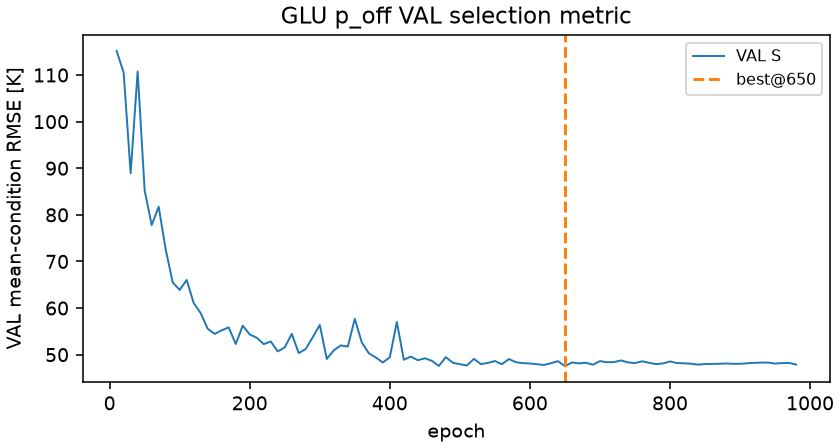 GLU p_off VAL selection metric
VAL mean-condition RMSE [K]
110
100
90
80
70
60
50
VAL S
best@650
0
200
400
600
800
1000
epoch